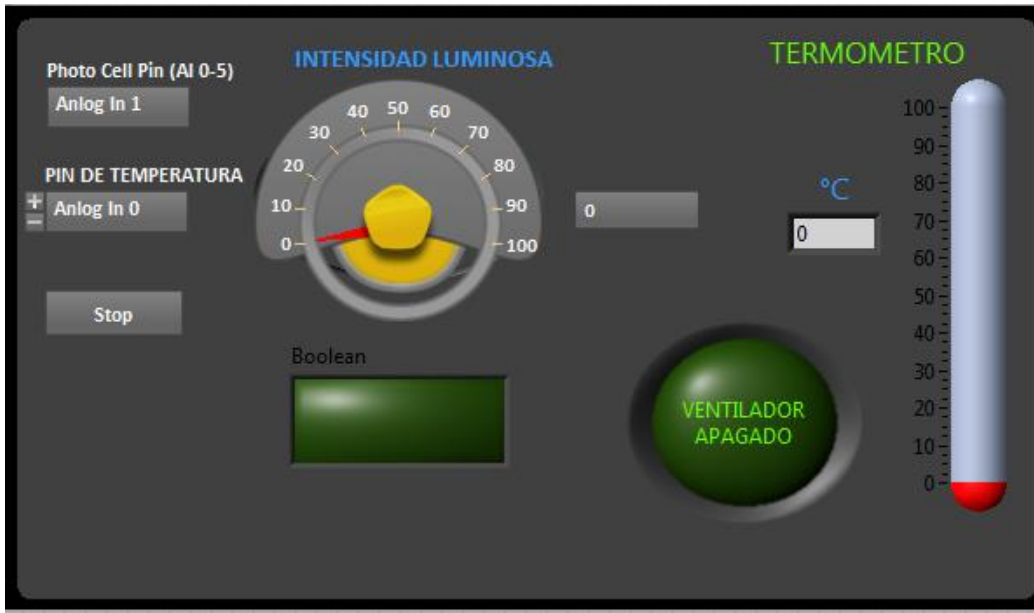 Photo Cell Pin (AI 0-5)
Anlog In 1
PIN DE TEMPERATURA
+
−
Anlog In 0
Stop
INTENSIDAD LUMINOSA
0
10
20
30
40
50
60
70
80
90
100
0
Boolean
VENTILADOR
APAGADO
TERMOMETRO
°C
0
100
90
80
70
60
50
40
30
20
10
0